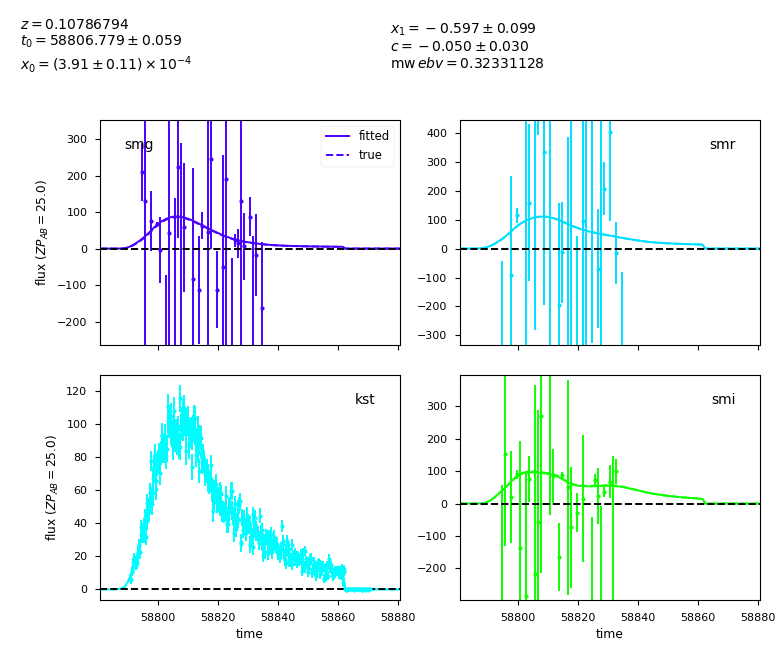 z = 0.10786794
t₀ = 58806.779 ± 0.059
x₀ = (3.91 ± 0.11) × 10⁻⁴
x₁ = −0.597 ± 0.099
c = −0.050 ± 0.030
mw ebv = 0.32331128
smg
fitted
true
300
200
100
0
−100
−200
flux (ZP_AB = 25.0)
smr
400
300
200
100
0
−100
−200
−300
kst
120
100
80
60
40
20
0
flux (ZP_AB = 25.0)
58800 58820 58840 58860 58880
time
smi
300
200
100
0
−100
−200
58800 58820 58840 58860 58880
time